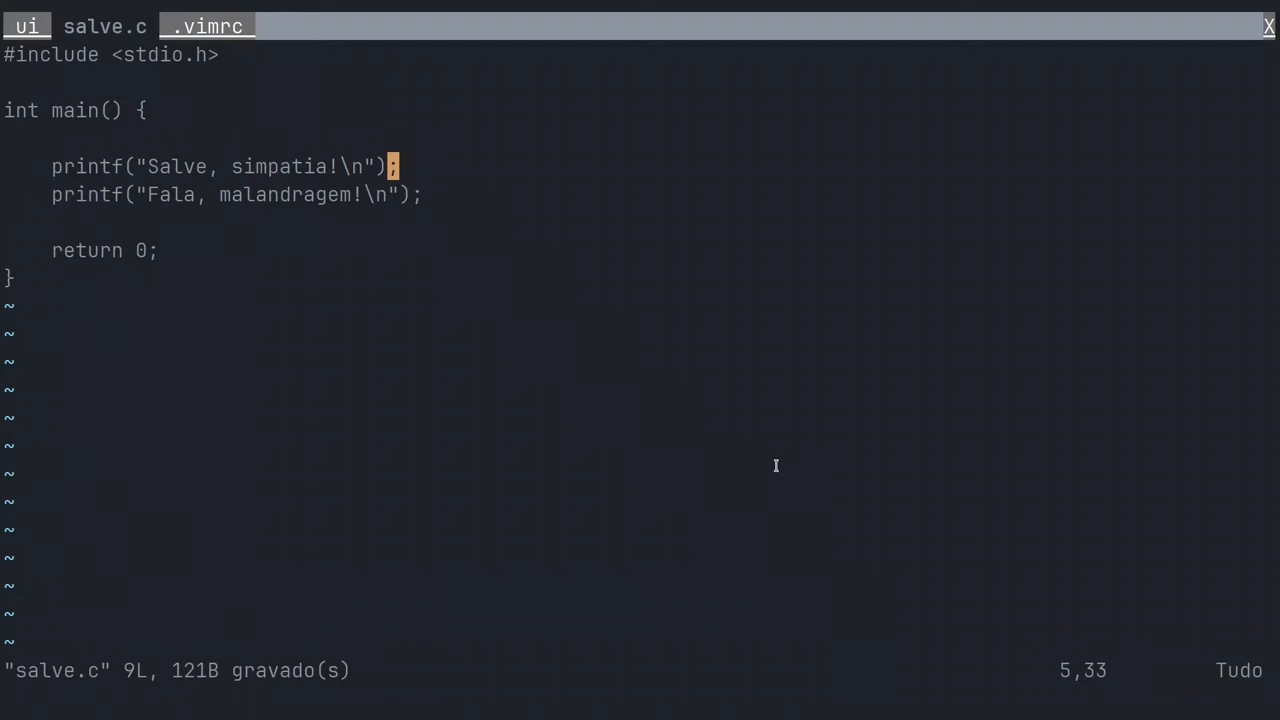 ui salve.c .vimrc X
#include <stdio.h>
int main() {
    printf("Salve, simpatia!\n");
    printf("Fala, malandragem!\n");
    return 0;
}
~
~
~
~
~
~
~
~
~
~
~
~
~
"salve.c" 9L, 121B gravado(s) 5,33 Tudo